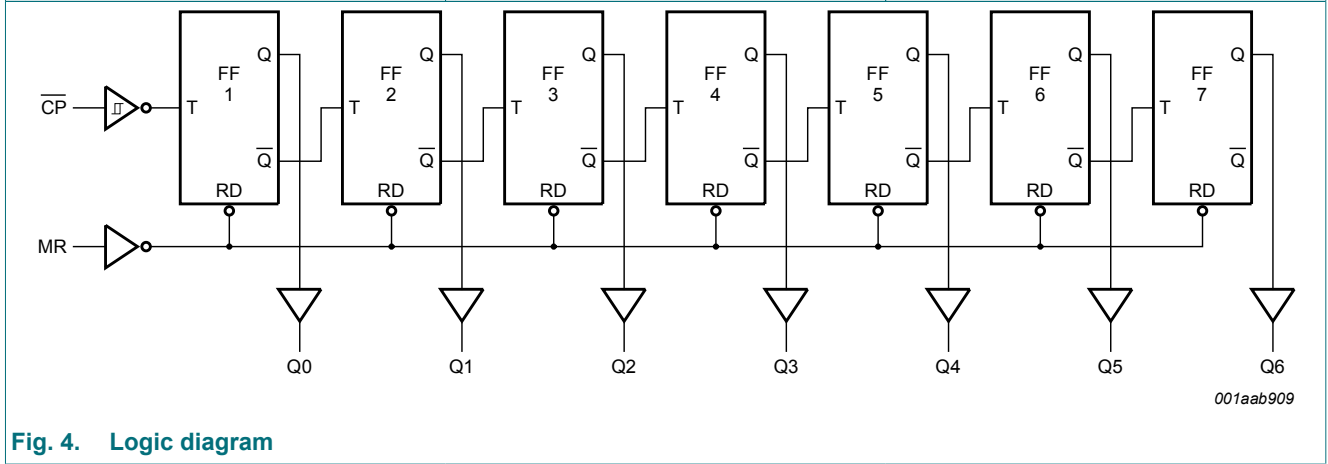 Q Q Q Q Q Q Q
FF FF FF FF FF FF FF
1 2 3 4 5 6 7
C̅P̅ T T T T T T T
Q̅ Q̅ Q̅ Q̅ Q̅ Q̅ Q̅
RD RD RD RD RD RD RD
MR
Q0 Q1 Q2 Q3 Q4 Q5 Q6
001aab909
Fig. 4. Logic diagram